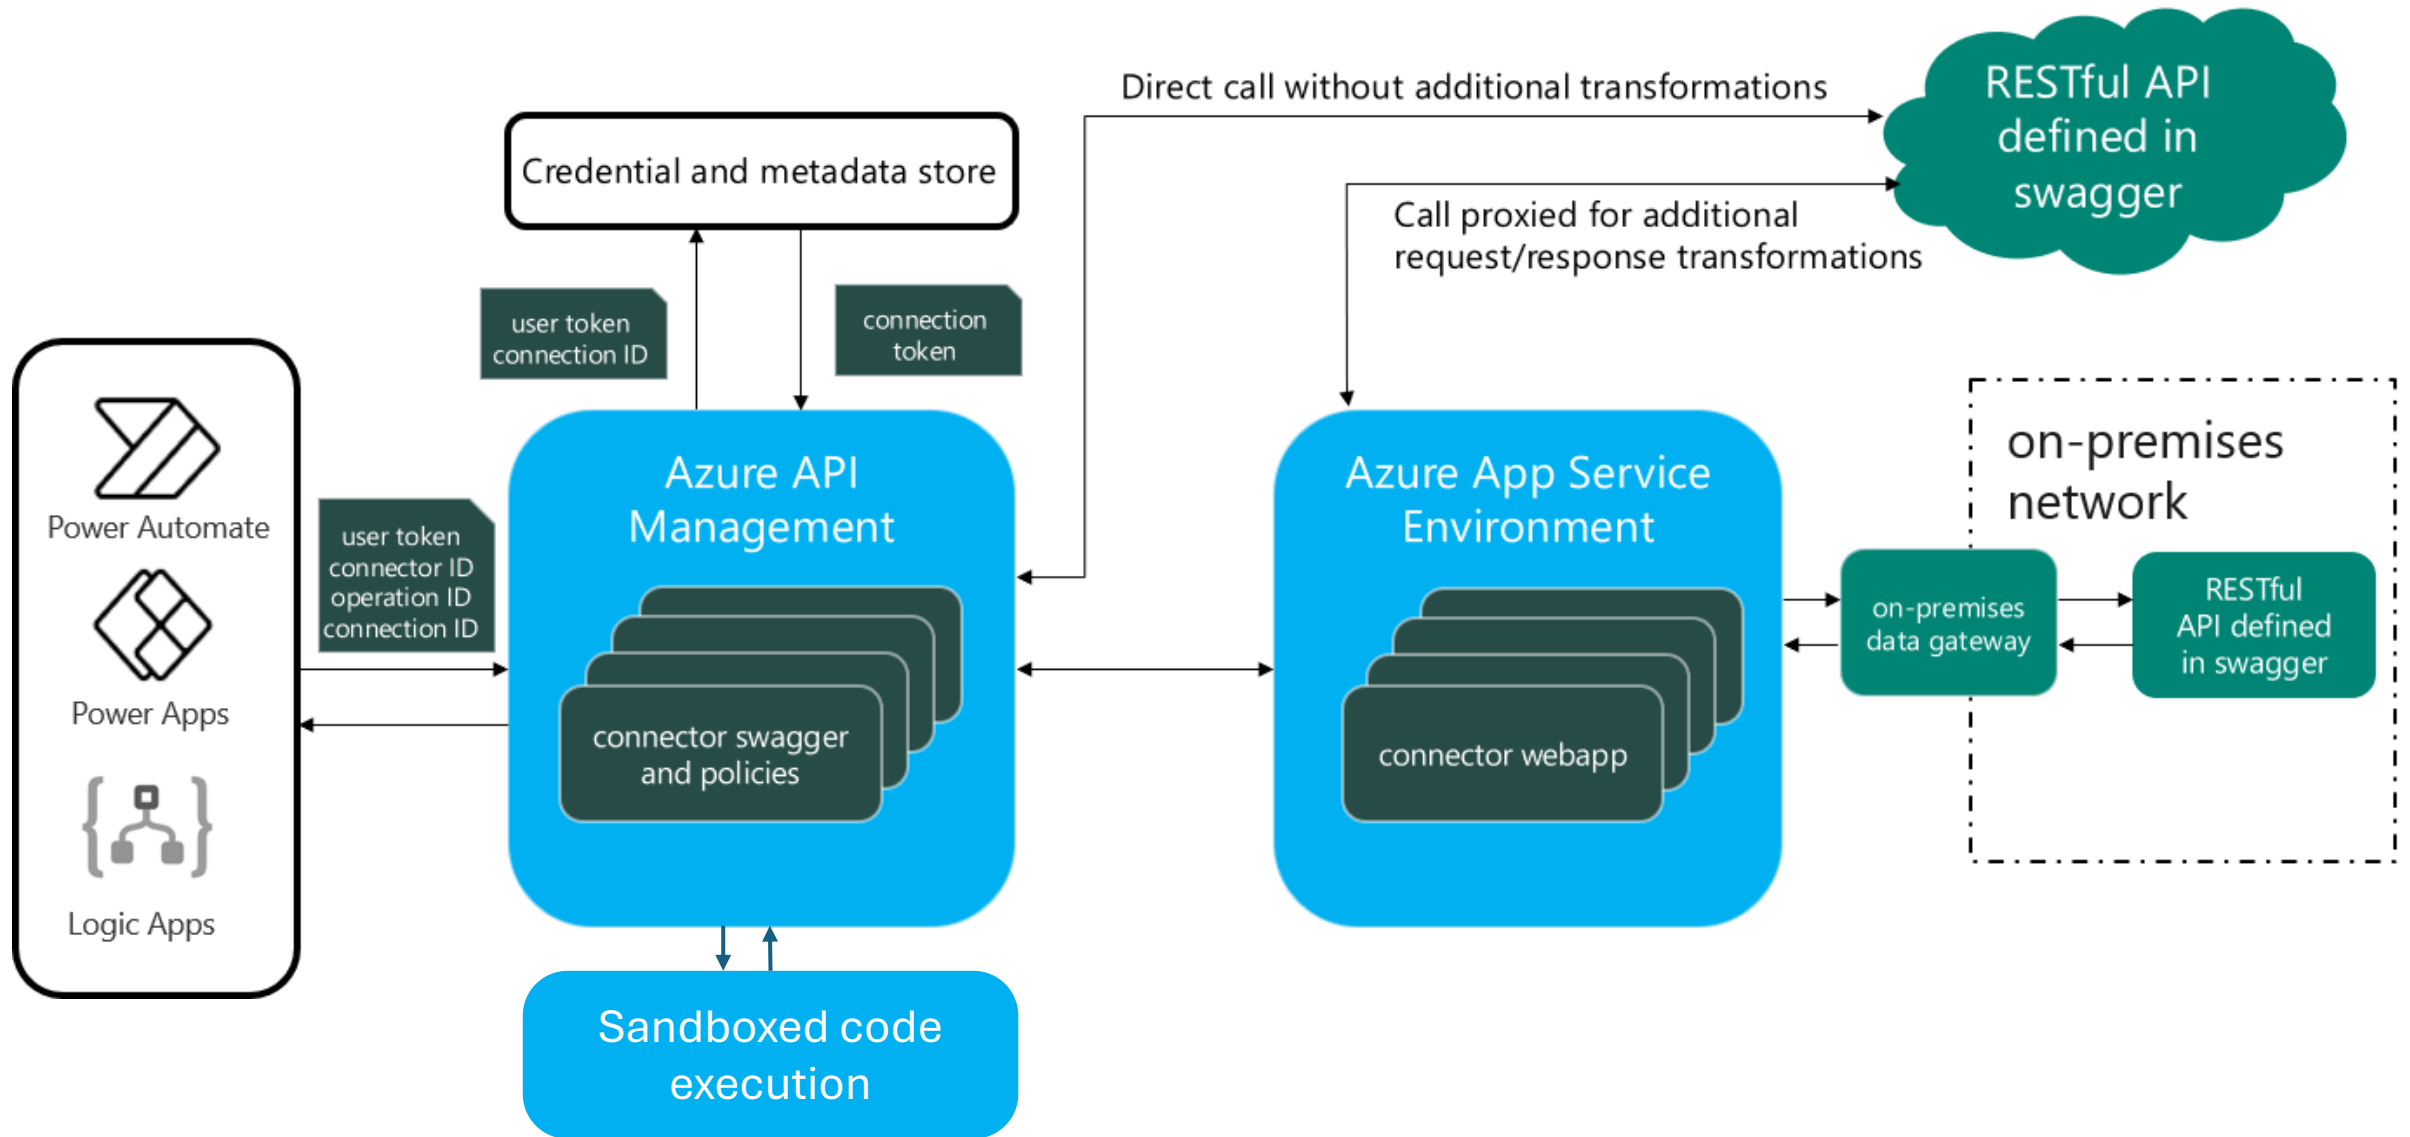 Direct call without additional transformations
RESTful API
defined in
swagger
Credential and metadata store
Call proxied for additional
request/response transformations
user token
connection ID
connection
token
Power Automate
Power Apps
Logic Apps
user token
connector ID
operation ID
connection ID
Azure API
Management
connector swagger
and policies
Azure App Service
Environment
connector webapp
on-premises
network
on-premises
data gateway
RESTful
API defined
in swagger
Sandboxed code
execution